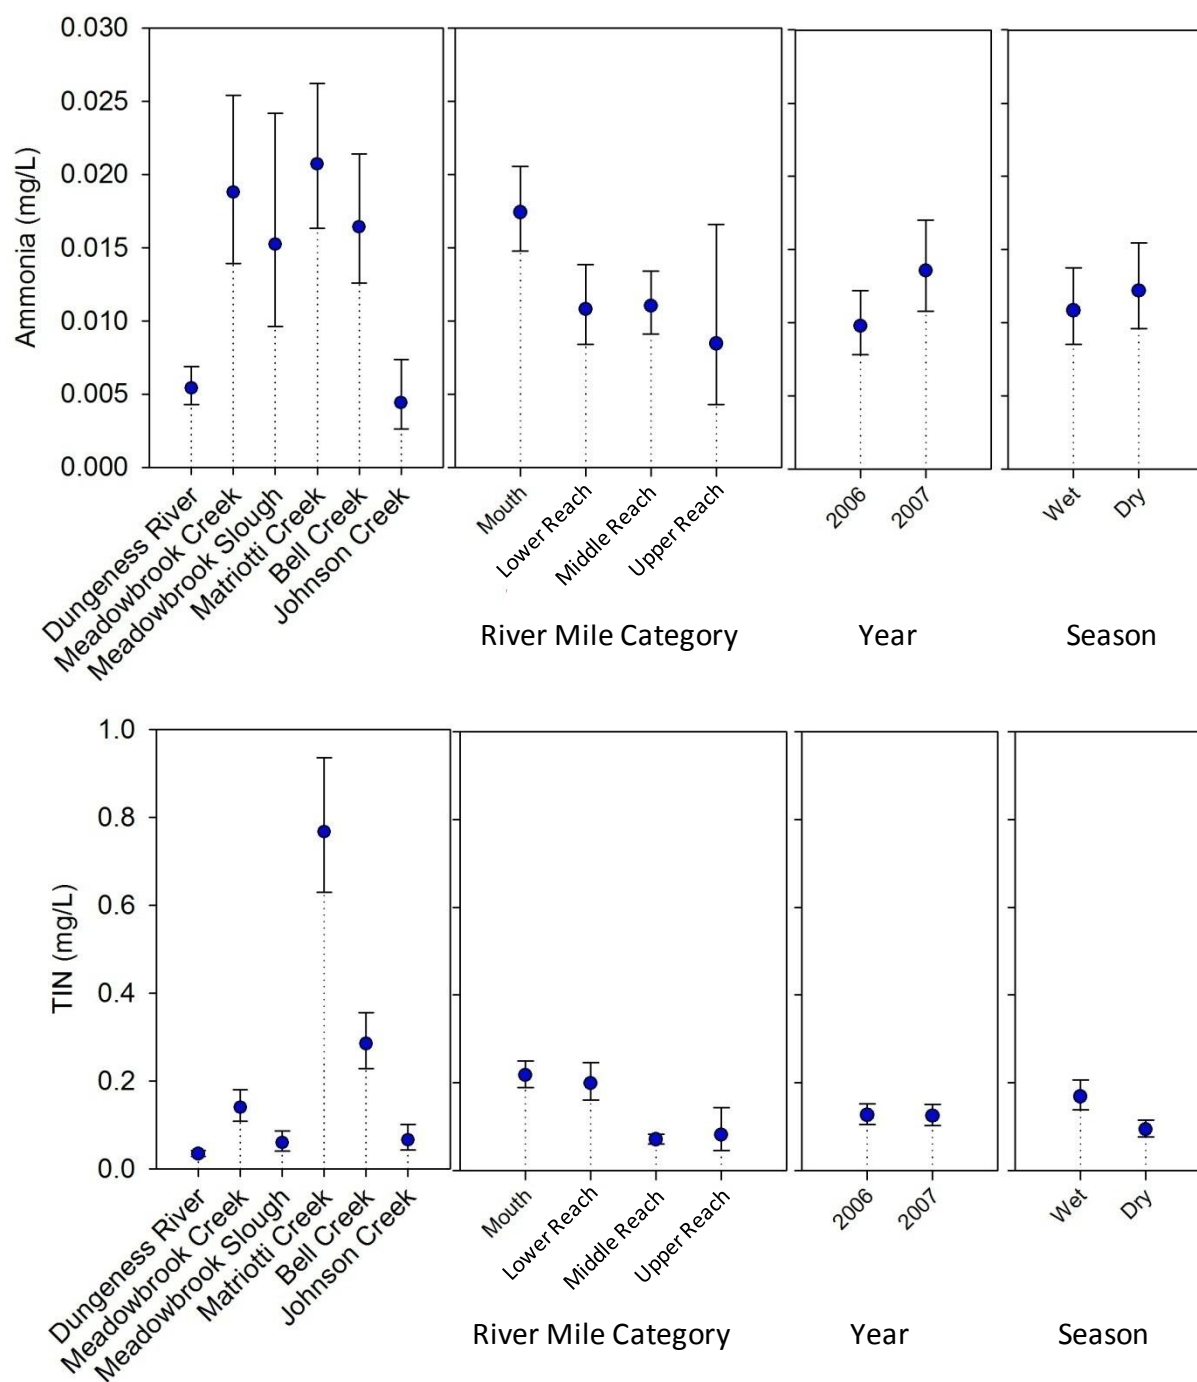 0.030
0.025
0.020
0.015
0.010
0.005
0.000
Ammonia (mg/L)
Dungeness River
Meadowbrook Creek
Meadowbrook Slough
Matriotti Creek
Bell Creek
Johnson Creek
Mouth
Lower Reach
Middle Reach
Upper Reach
2006
2007
Wet
Dry
River Mile Category
Year
Season
1.0
0.8
0.6
0.4
0.2
0.0
TIN (mg/L)
Dungeness River
Meadowbrook Creek
Meadowbrook Slough
Matriotti Creek
Bell Creek
Johnson Creek
Mouth
Lower Reach
Middle Reach
Upper Reach
2006
2007
Wet
Dry
River Mile Category
Year
Season